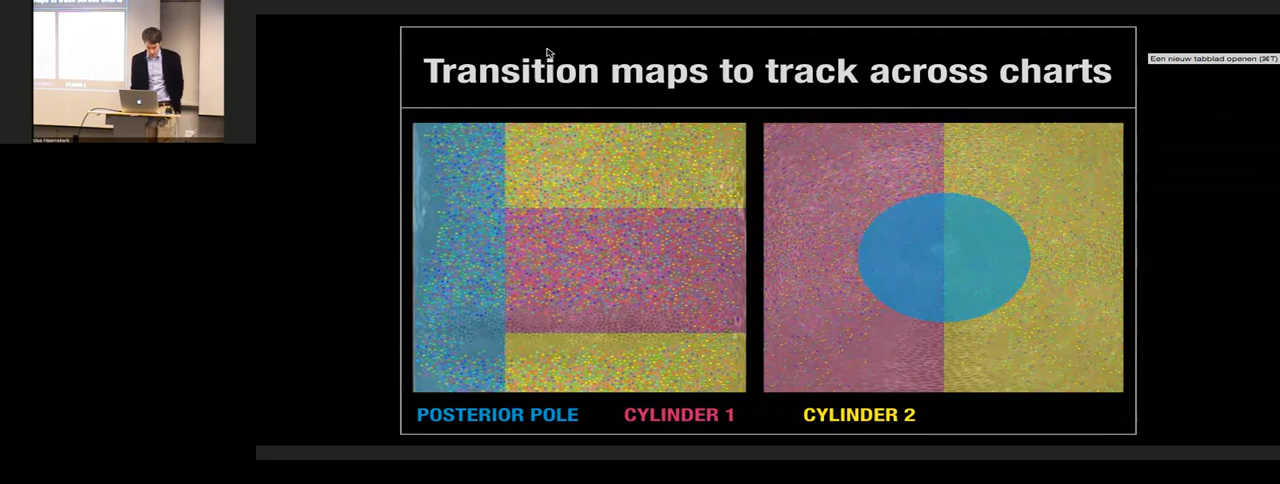 Transition maps to track across charts
Een nieuw tabblad openen (⌘T)
POSTERIOR POLE CYLINDER 1 CYLINDER 2